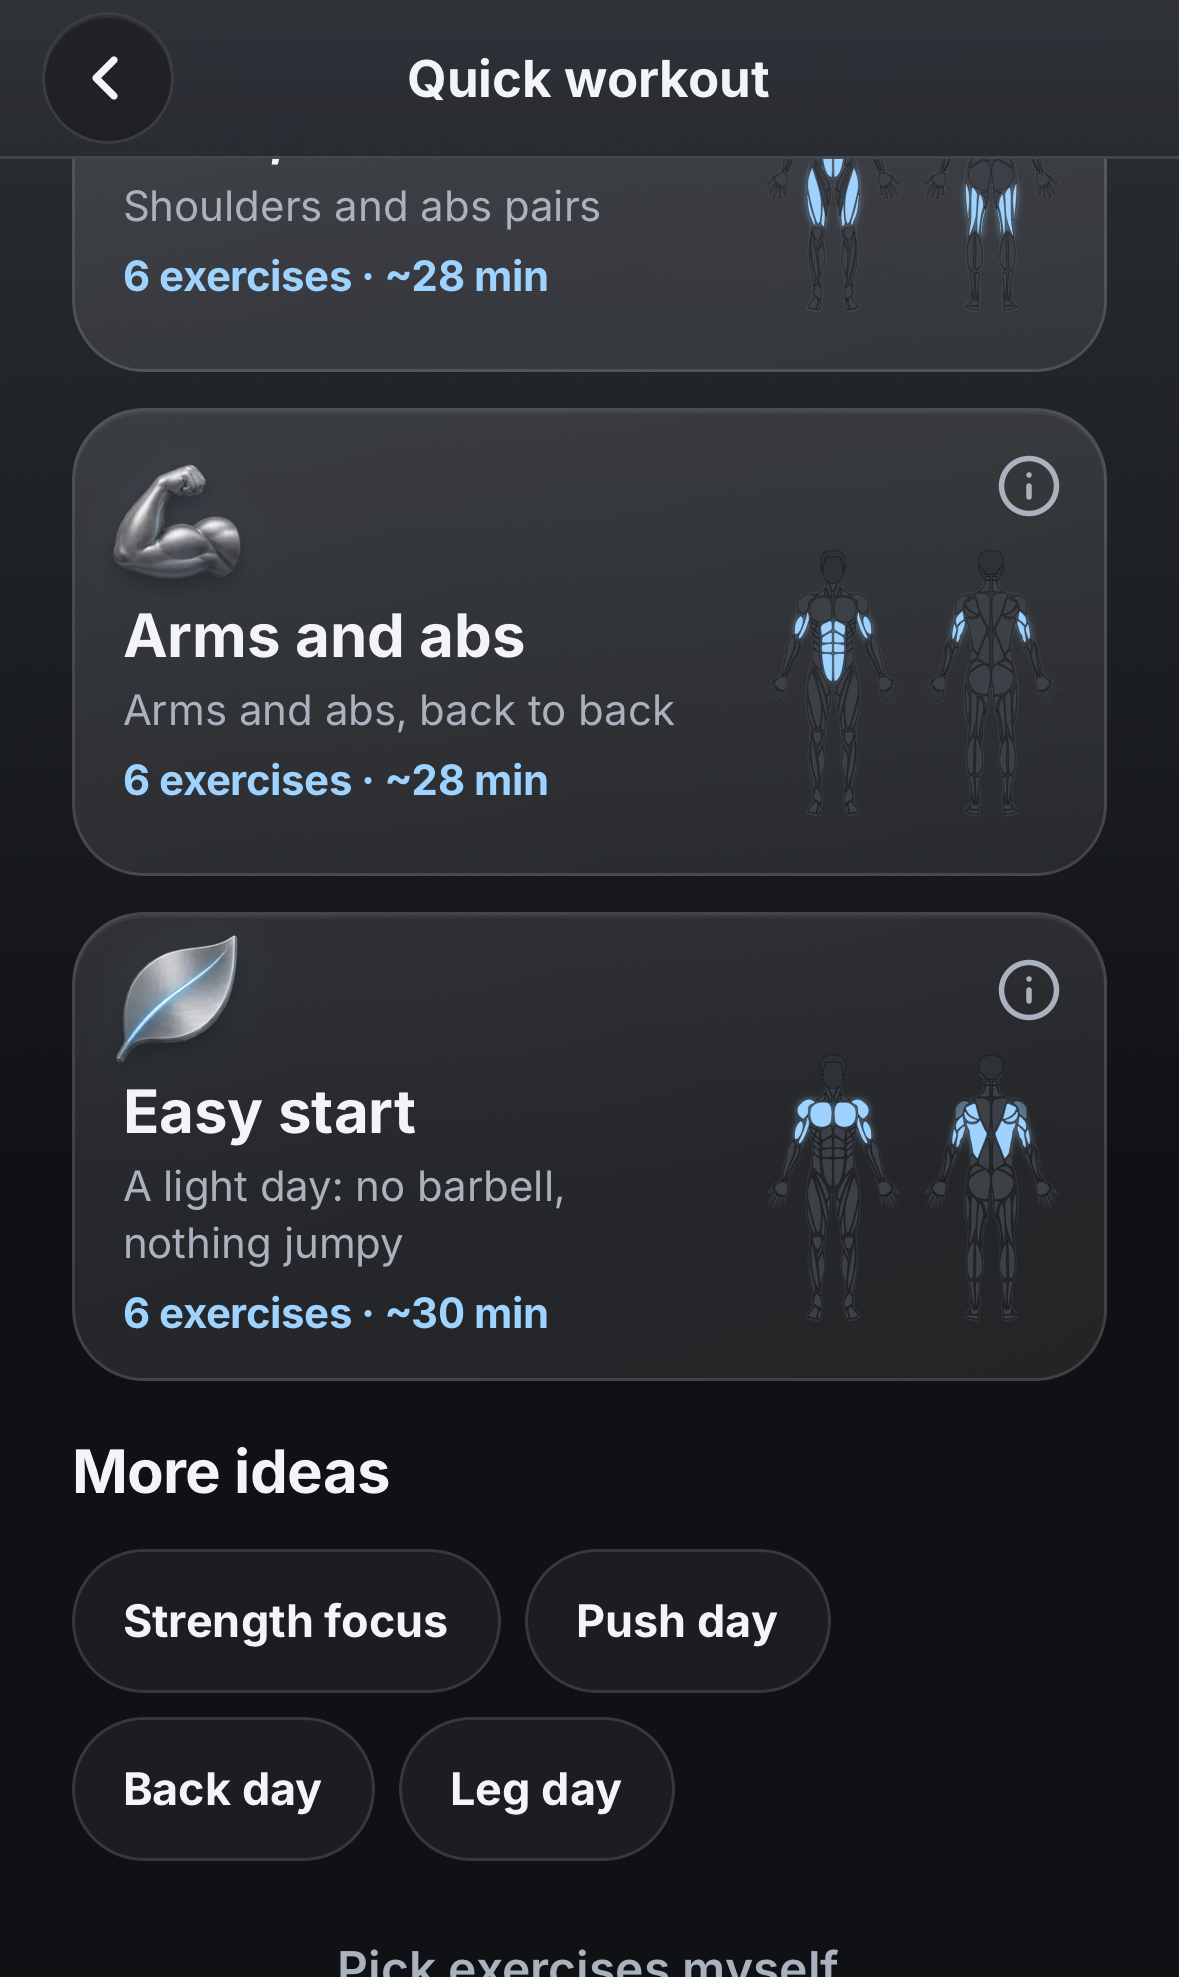 Quick workout
Shoulders and abs pairs
6 exercises · ~28 min
Arms and abs
Arms and abs, back to back
6 exercises · ~28 min
Easy start
A light day: no barbell,
nothing jumpy
6 exercises · ~30 min
More ideas
Strength focus
Push day
Back day
Leg day
Pick exercises myself